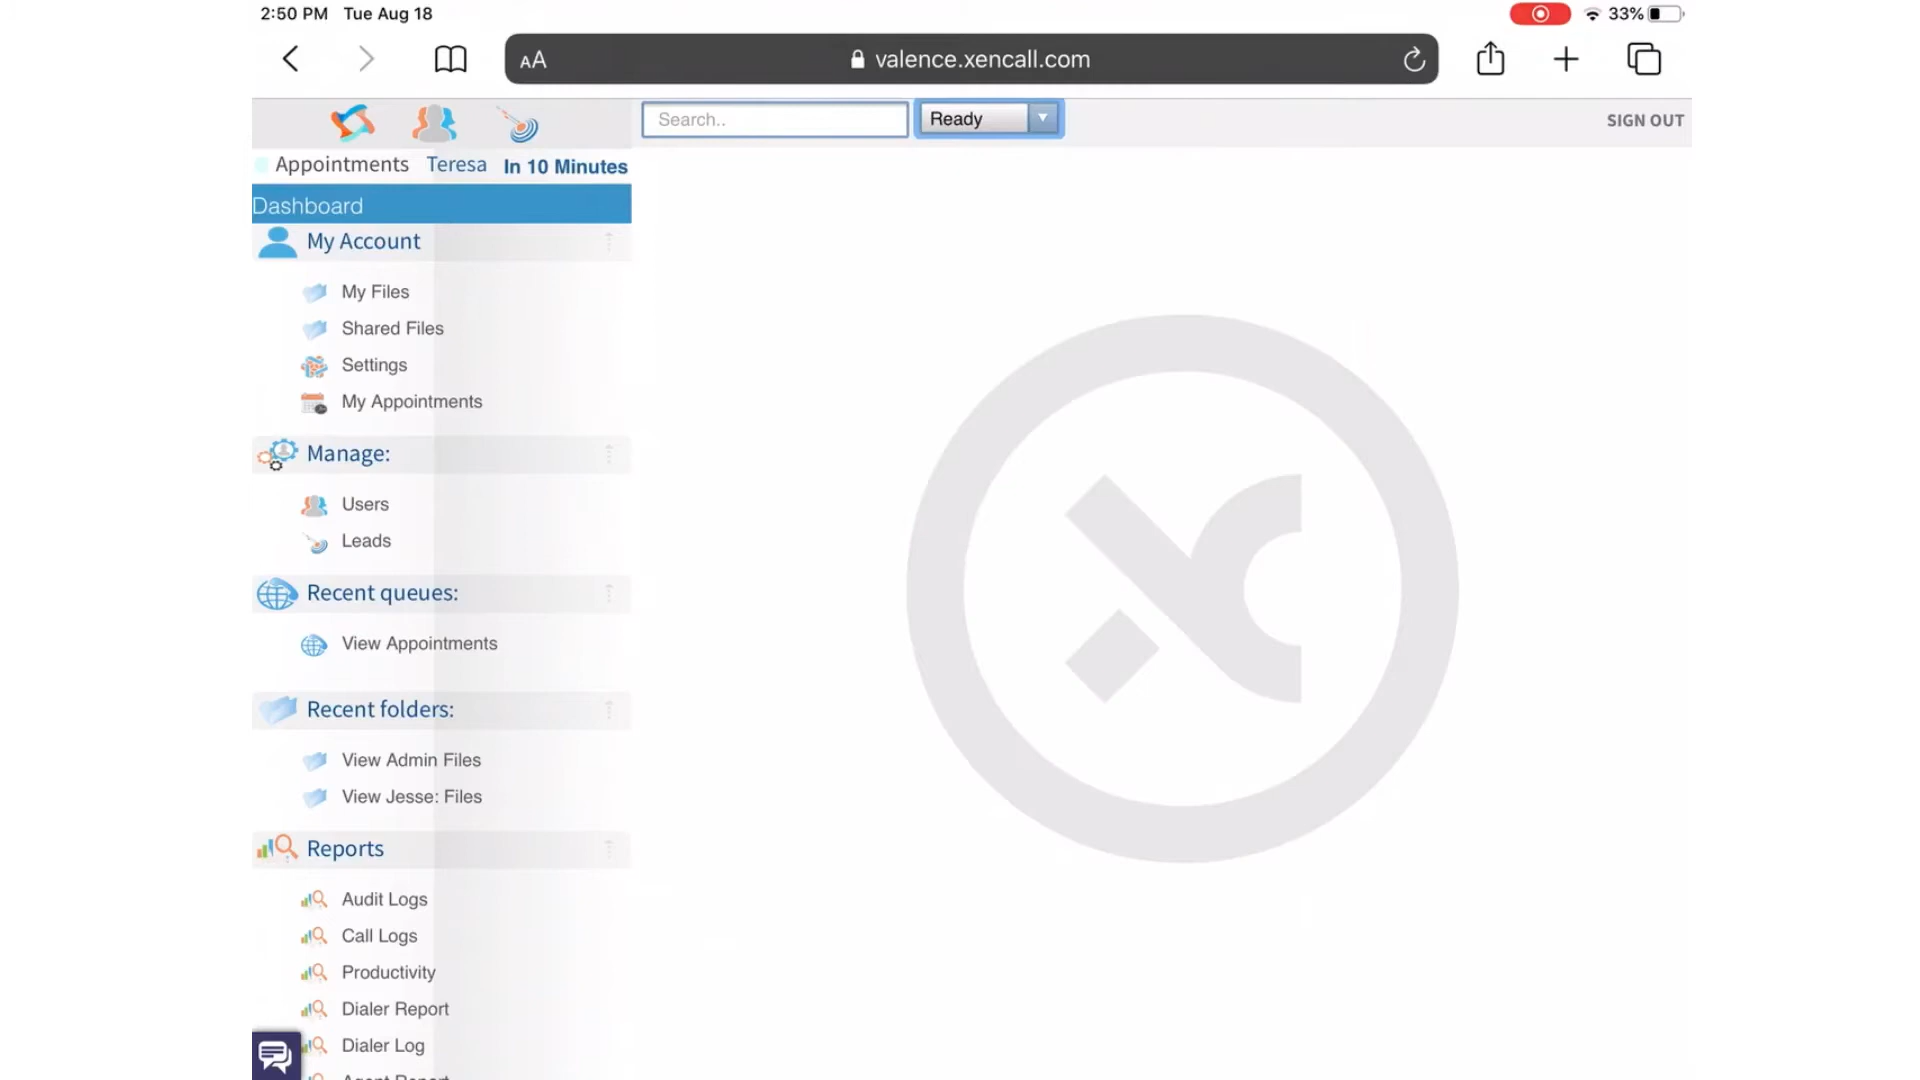 2:50 PM Tue Aug 18
33%
AA
valence.xencall.com
Search..
Ready
SIGN OUT
Appointments Teresa In 10 Minutes
Dashboard
My Account
My Files
Shared Files
Settings
My Appointments
Manage:
Users
Leads
Recent queues:
View Appointments
Recent folders:
View Admin Files
View Jesse: Files
Reports
Audit Logs
Call Logs
Productivity
Dialer Report
Dialer Log
Agent Report